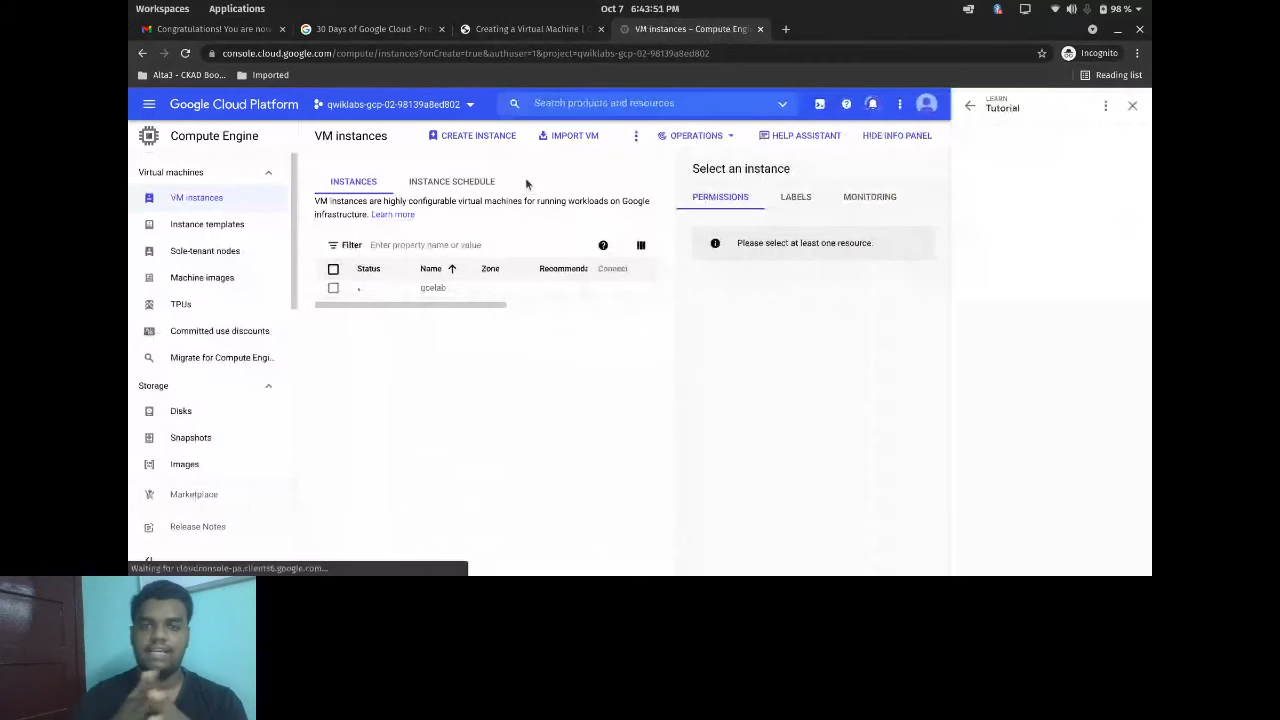 Workspaces Applications Oct 7 6:43:51 PM 98 %
Congratulations! You are now 30 Days of Google Cloud - Pro Creating a Virtual Machine | G VM instances – Compute Engi
console.cloud.google.com/compute/instances?onCreate=true&authuser=1&project=qwiklabs-gcp-02-98139a8ed802 Incognito
Alta3 - CKAD Boo... Imported Reading list
Google Cloud Platform qwiklabs-gcp-02-98139a8ed802 Search products and resources
LEARN
Tutorial
Compute Engine VM instances CREATE INSTANCE IMPORT VM OPERATIONS HELP ASSISTANT HIDE INFO PANEL
Virtual machines
VM instances
Instance templates
Sole-tenant nodes
Machine images
TPUs
Committed use discounts
Migrate for Compute Engi...
Storage
Disks
Snapshots
Images
Marketplace
Release Notes
INSTANCES INSTANCE SCHEDULE
VM instances are highly configurable virtual machines for running workloads on Google
infrastructure. Learn more
Filter Enter property name or value
Status Name Zone Recommenda Connect
gcelab
Select an instance
PERMISSIONS LABELS MONITORING
Please select at least one resource.
Waiting for cloudconsole-pa.clients6.google.com...